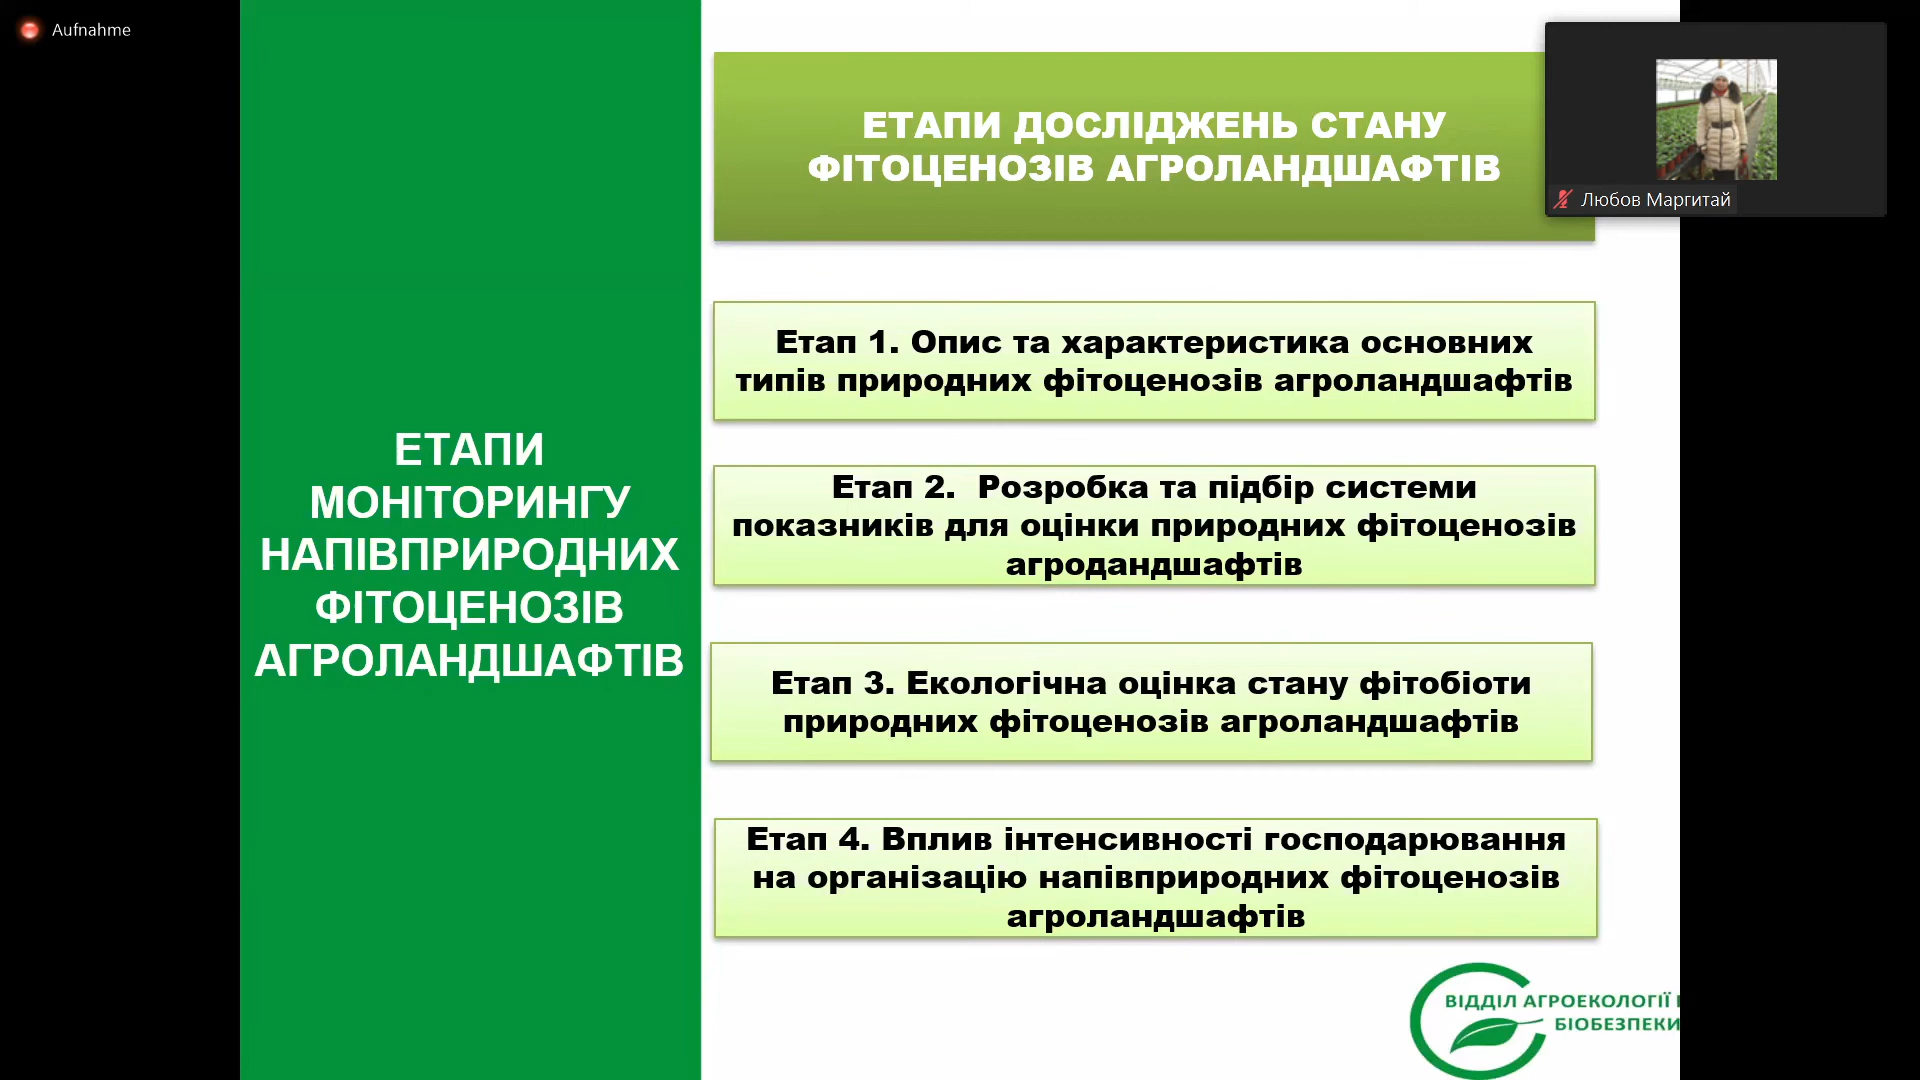 Aufnahme
ЕТАПИ
МОНІТОРИНГУ
НАПІВПРИРОДНИХ
ФІТОЦЕНОЗІВ
АГРОЛАНДШАФТІВ
ЕТАПИ ДОСЛІДЖЕНЬ СТАНУ
ФІТОЦЕНОЗІВ АГРОЛАНДШАФТІВ
Любов Маргитай
Етап 1. Опис та характеристика основних
типів природних фітоценозів агроландшафтів
Етап 2.  Розробка та підбір системи
показників для оцінки природних фітоценозів
агродандшафтів
Етап 3. Екологічна оцінка стану фітобіоти
природних фітоценозів агроландшафтів
Етап 4. Вплив інтенсивності господарювання
на організацію напівприродних фітоценозів
агроландшафтів
ВІДДІЛ АГРОЕКОЛОГІЇ
БІОБЕЗПЕКИ